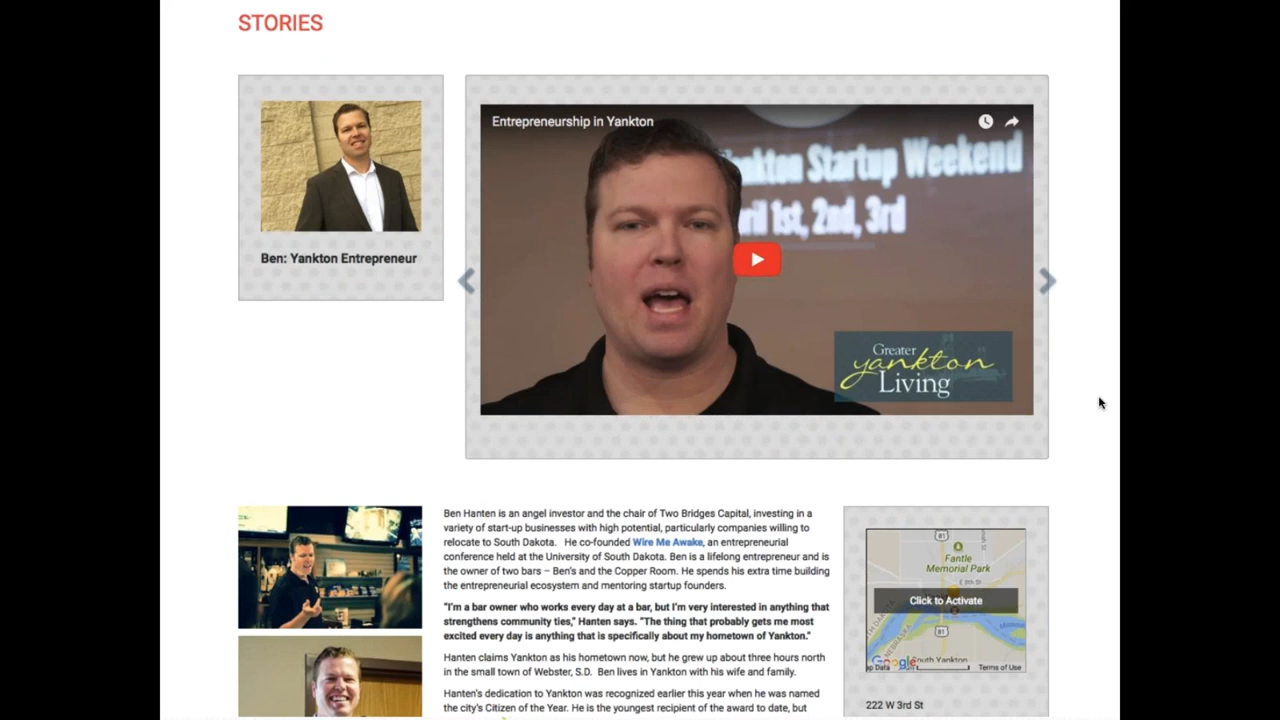 STORIES
Ben: Yankton Entrepreneur
Entrepreneurship in Yankton
Yankton Startup Weekend
April 1st, 2nd, 3rd
Greater
yankton
Living
Ben Hanten is an angel investor and the chair of Two Bridges Capital, investing in a
variety of start-up businesses with high potential, particularly companies willing to
relocate to South Dakota. He co-founded Wire Me Awake, an entrepreneurial
conference held at the University of South Dakota. Ben is a lifelong entrepreneur and is
the owner of two bars – Ben's and the Copper Room. He spends his extra time building
the entrepreneurial ecosystem and mentoring startup founders.
"I'm a bar owner who works every day at a bar, but I'm very interested in anything that
strengthens community ties," Hanten says. "The thing that probably gets me most
excited every day is anything that is specifically about my hometown of Yankton."
Hanten claims Yankton as his hometown now, but he grew up about three hours north
in the small town of Webster, S.D. Ben lives in Yankton with his wife and family.
Hanten's dedication to Yankton was recognized earlier this year when he was named
the city's Citizen of the Year. He is the youngest recipient of the award to date, but
81
Fantle
Memorial Park
E 8th St
Click to Activate
81
NEBRASKA
South Yankton
Google
ap Data
Terms of Use
222 W 3rd St